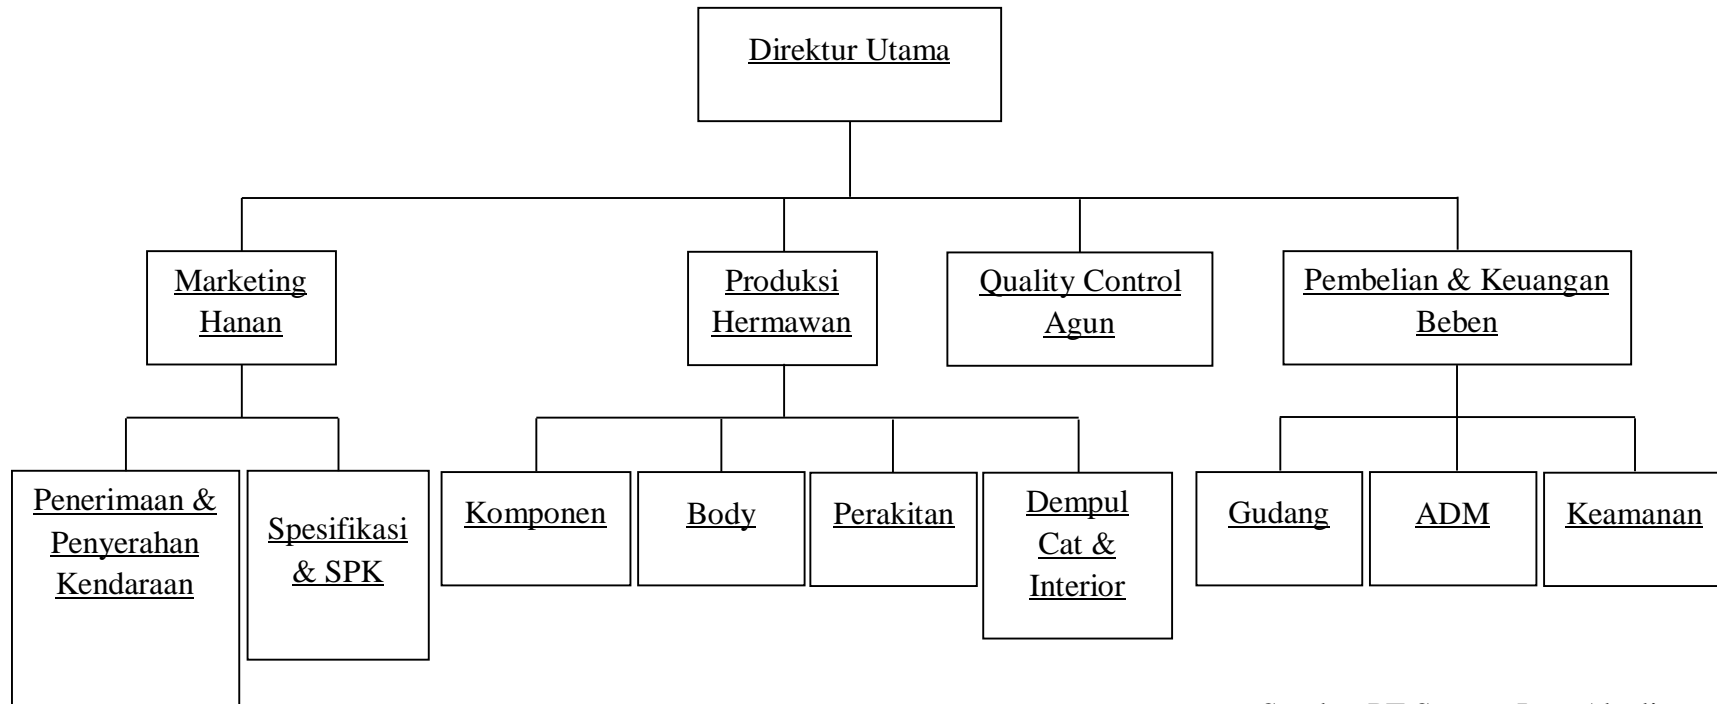 Direktur Utama
Marketing
Hanan
Produksi
Hermawan
Quality Control
Agun
Pembelian & Keuangan
Beben
Penerimaan &
Penyerahan
Kendaraan
Spesifikasi
& SPK
Komponen
Body
Perakitan
Dempul
Cat &
Interior
Gudang
ADM
Keamanan